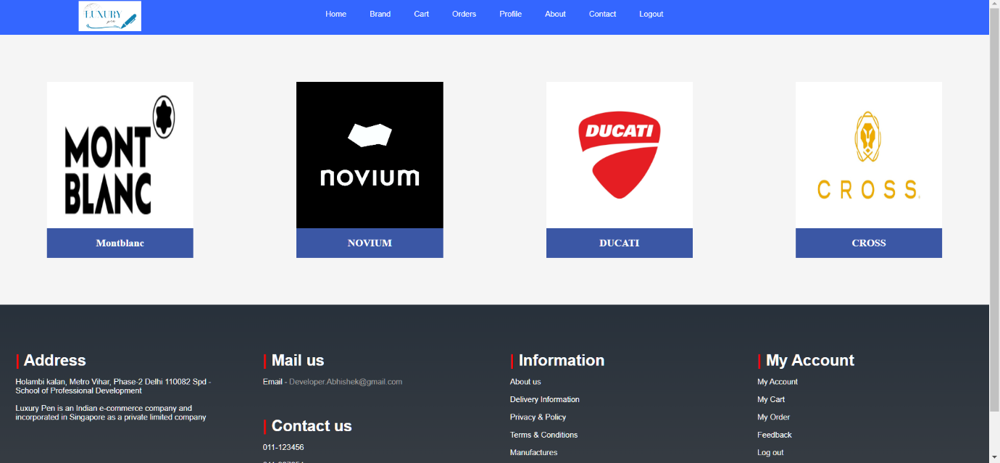 LUXURY
pen
Home Brand Cart Orders Profile About Contact Logout
MONT
BLANC
novium
DUCATI
CROSS
Montblanc
NOVIUM
DUCATI
CROSS
| Address
Holambi kalan, Metro Vihar, Phase-2 Delhi 110082 Spd -
School of Professional Development
Luxury Pen is an Indian e-commerce company and
incorporated in Singapore as a private limited company
| Mail us
Email - Developer.Abhishek@gmail.com
| Contact us
011-123456
| Information
About us
Delivery Information
Privacy & Policy
Terms & Conditions
Manufactures
| My Account
My Account
My Cart
My Order
Feedback
Log out